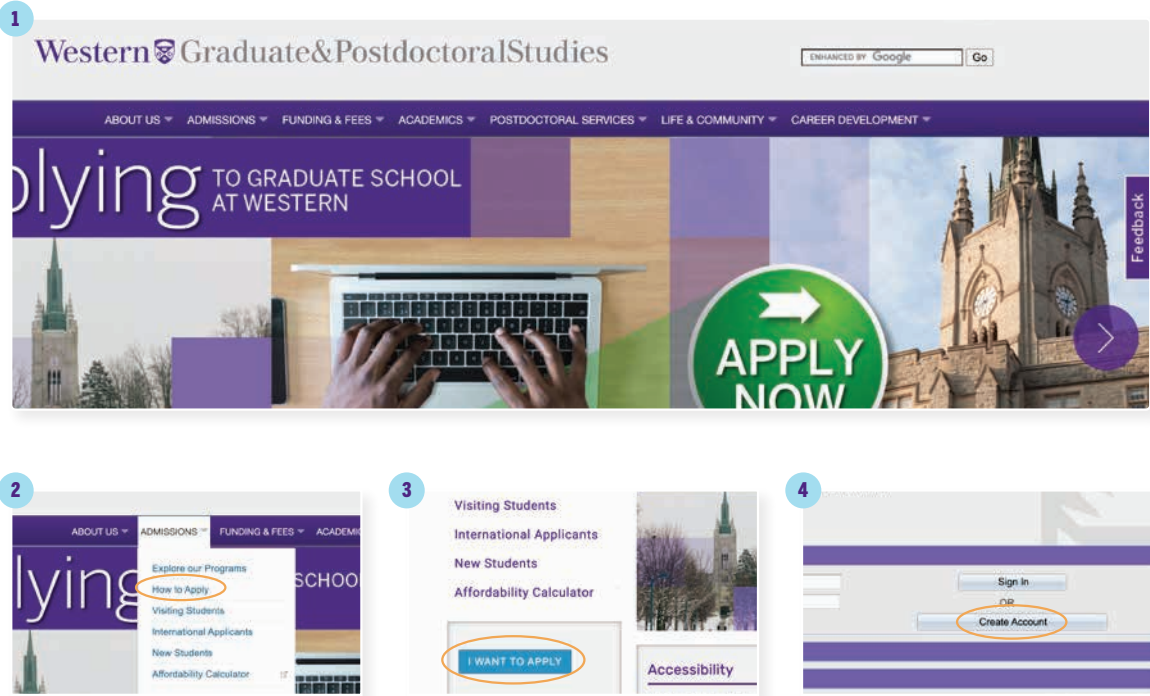 1
Western Graduate&PostdoctoralStudies
ENHANCED BY Google Go
ABOUT US ADMISSIONS FUNDING & FEES ACADEMICS POSTDOCTORAL SERVICES LIFE & COMMUNITY CAREER DEVELOPMENT
plying TO GRADUATE SCHOOL
AT WESTERN
Feedback
APPLY
NOW
2
ABOUT US ADMISSIONS FUNDING & FEES ACADEMIC
lying SCHOO
Explore our Programs
How to Apply
Visiting Students
International Applicants
New Students
Affordability Calculator
3
Visiting Students
International Applicants
New Students
Affordability Calculator
I WANT TO APPLY
Accessibility
4
Sign In
OR
Create Account